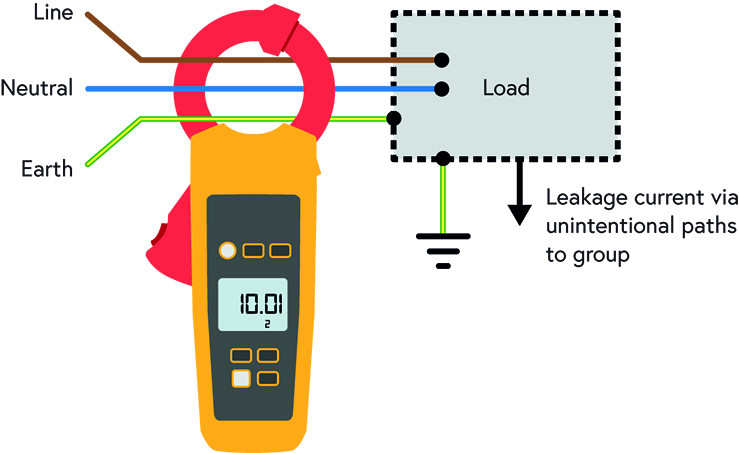 Line
Neutral
Earth
Load
Leakage current via
unintentional paths
to group
10.01
2